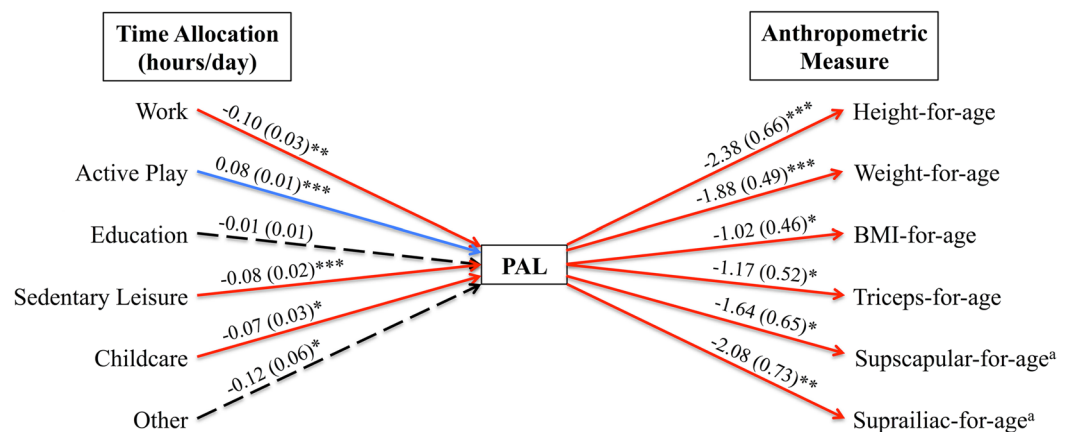 Time Allocation
(hours/day)
Anthropometric
Measure
Work
-0.10 (0.03)**
-2.38 (0.66)***
Height-for-age
Active Play
0.08 (0.01)***
-1.88 (0.49)***
Weight-for-age
Education
-0.01 (0.01)
-1.02 (0.46)*
BMI-for-age
PAL
Sedentary Leisure
-0.08 (0.02)***
-1.17 (0.52)*
Triceps-for-age
Childcare
-0.07 (0.03)*
-1.64 (0.65)*
Supscapular-for-ageᵃ
Other
-0.12 (0.06)*
-2.08 (0.73)**
Suprailiac-for-ageᵃ